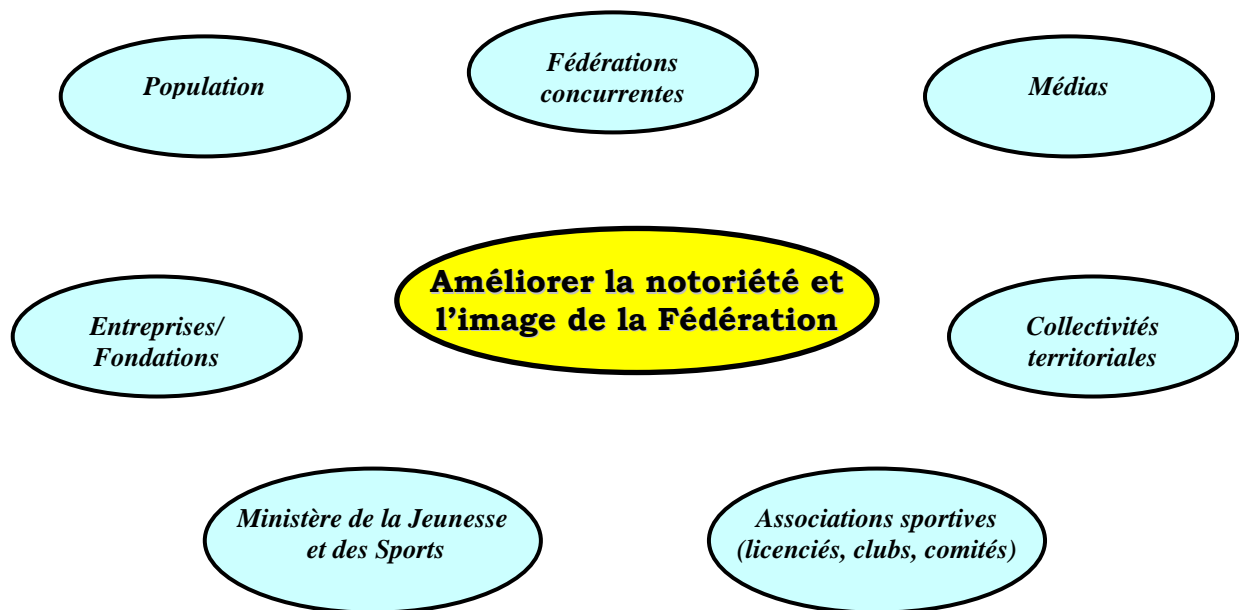 Population
Fédérations
concurrentes
Médias
Améliorer la notoriété et
l’image de la Fédération
Entreprises/
Fondations
Collectivités
territoriales
Ministère de la Jeunesse
et des Sports
Associations sportives
(licenciés, clubs, comités)